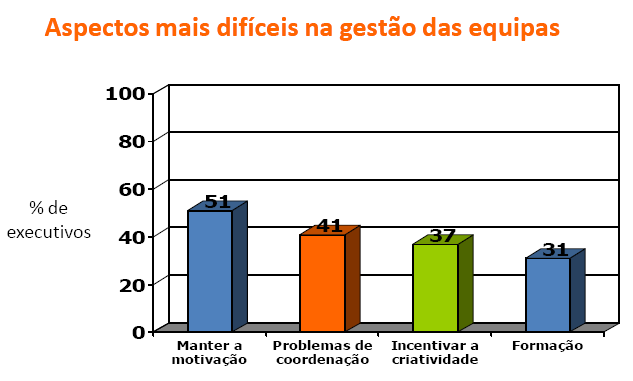 Aspectos mais difíceis na gestão das equipas
100
80
60
40
20
0
% de
executivos
51
41
37
31
Manter a
motivação
Problemas de
coordenação
Incentivar a
criatividade
Formação